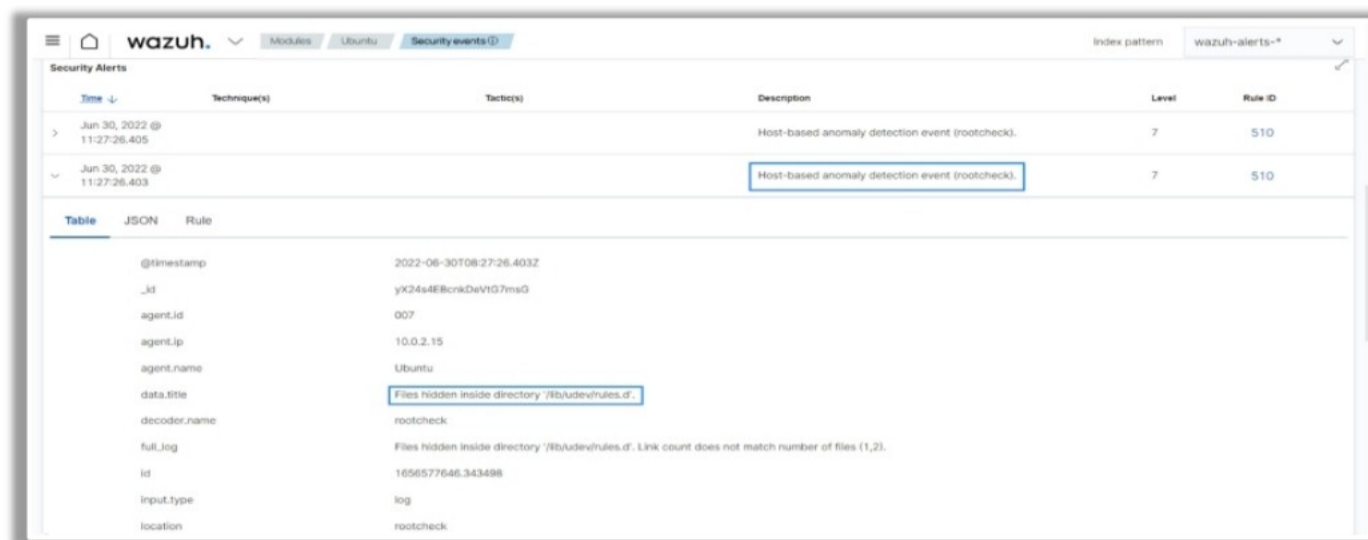 wazuh. Modules Ubuntu Security events Index pattern wazuh-alerts-*
Security Alerts
Time Technique(s) Tactic(s) Description Level Rule ID
Jun 30, 2022 @
11:27:26.405
Host-based anomaly detection event (rootcheck). 7 510
Jun 30, 2022 @
11:27:26.403
Host-based anomaly detection event (rootcheck). 7 510
Table JSON Rule
@timestamp 2022-06-30T08:27:26.403Z
_id yX24s4EBcnkDeVtG7msG
agent.id 007
agent.ip 10.0.2.15
agent.name Ubuntu
data.title Files hidden inside directory '/lib/udev/rules.d'.
decoder.name rootcheck
full_log Files hidden inside directory '/lib/udev/rules.d'. Link count does not match number of files (1,2).
id 1656577646.343498
input.type log
location rootcheck